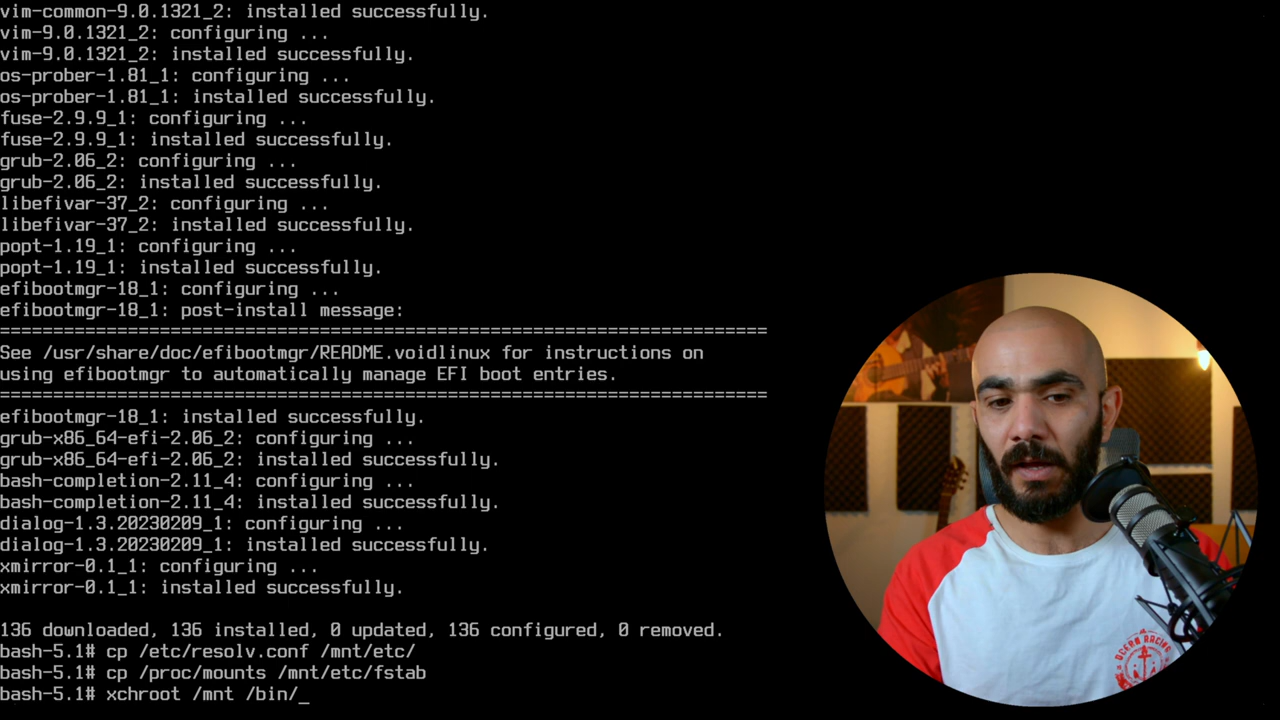 vim-common-9.0.1321_2: installed successfully.
vim-9.0.1321_2: configuring ...
vim-9.0.1321_2: installed successfully.
os-prober-1.81_1: configuring ...
os-prober-1.81_1: installed successfully.
fuse-2.9.9_1: configuring ...
fuse-2.9.9_1: installed successfully.
grub-2.06_2: configuring ...
grub-2.06_2: installed successfully.
libefivar-37_2: configuring ...
libefivar-37_2: installed successfully.
popt-1.19_1: configuring ...
popt-1.19_1: installed successfully.
efibootmgr-18_1: configuring ...
efibootmgr-18_1: post-install message:
========================================================================
See /usr/share/doc/efibootmgr/README.voidlinux for instructions on
using efibootmgr to automatically manage EFI boot entries.
========================================================================
efibootmgr-18_1: installed successfully.
grub-x86_64-efi-2.06_2: configuring ...
grub-x86_64-efi-2.06_2: installed successfully.
bash-completion-2.11_4: configuring ...
bash-completion-2.11_4: installed successfully.
dialog-1.3.20230209_1: configuring ...
dialog-1.3.20230209_1: installed successfully.
xmirror-0.1_1: configuring ...
xmirror-0.1_1: installed successfully.

136 downloaded, 136 installed, 0 updated, 136 configured, 0 removed.
bash-5.1# cp /etc/resolv.conf /mnt/etc/
bash-5.1# cp /proc/mounts /mnt/etc/fstab
bash-5.1# xchroot /mnt /bin/_